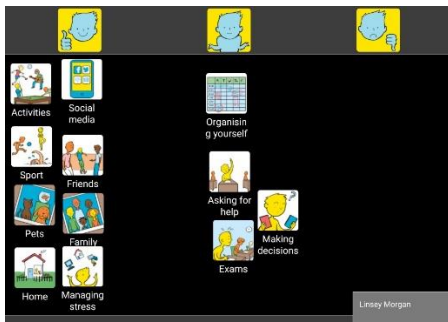 Activities
Social
media
Organisin
g yourself
Sport
Friends
Asking for
help
Pets
Family
Making
decisions
Exams
Home
Managing
stress
Linsey Morgan